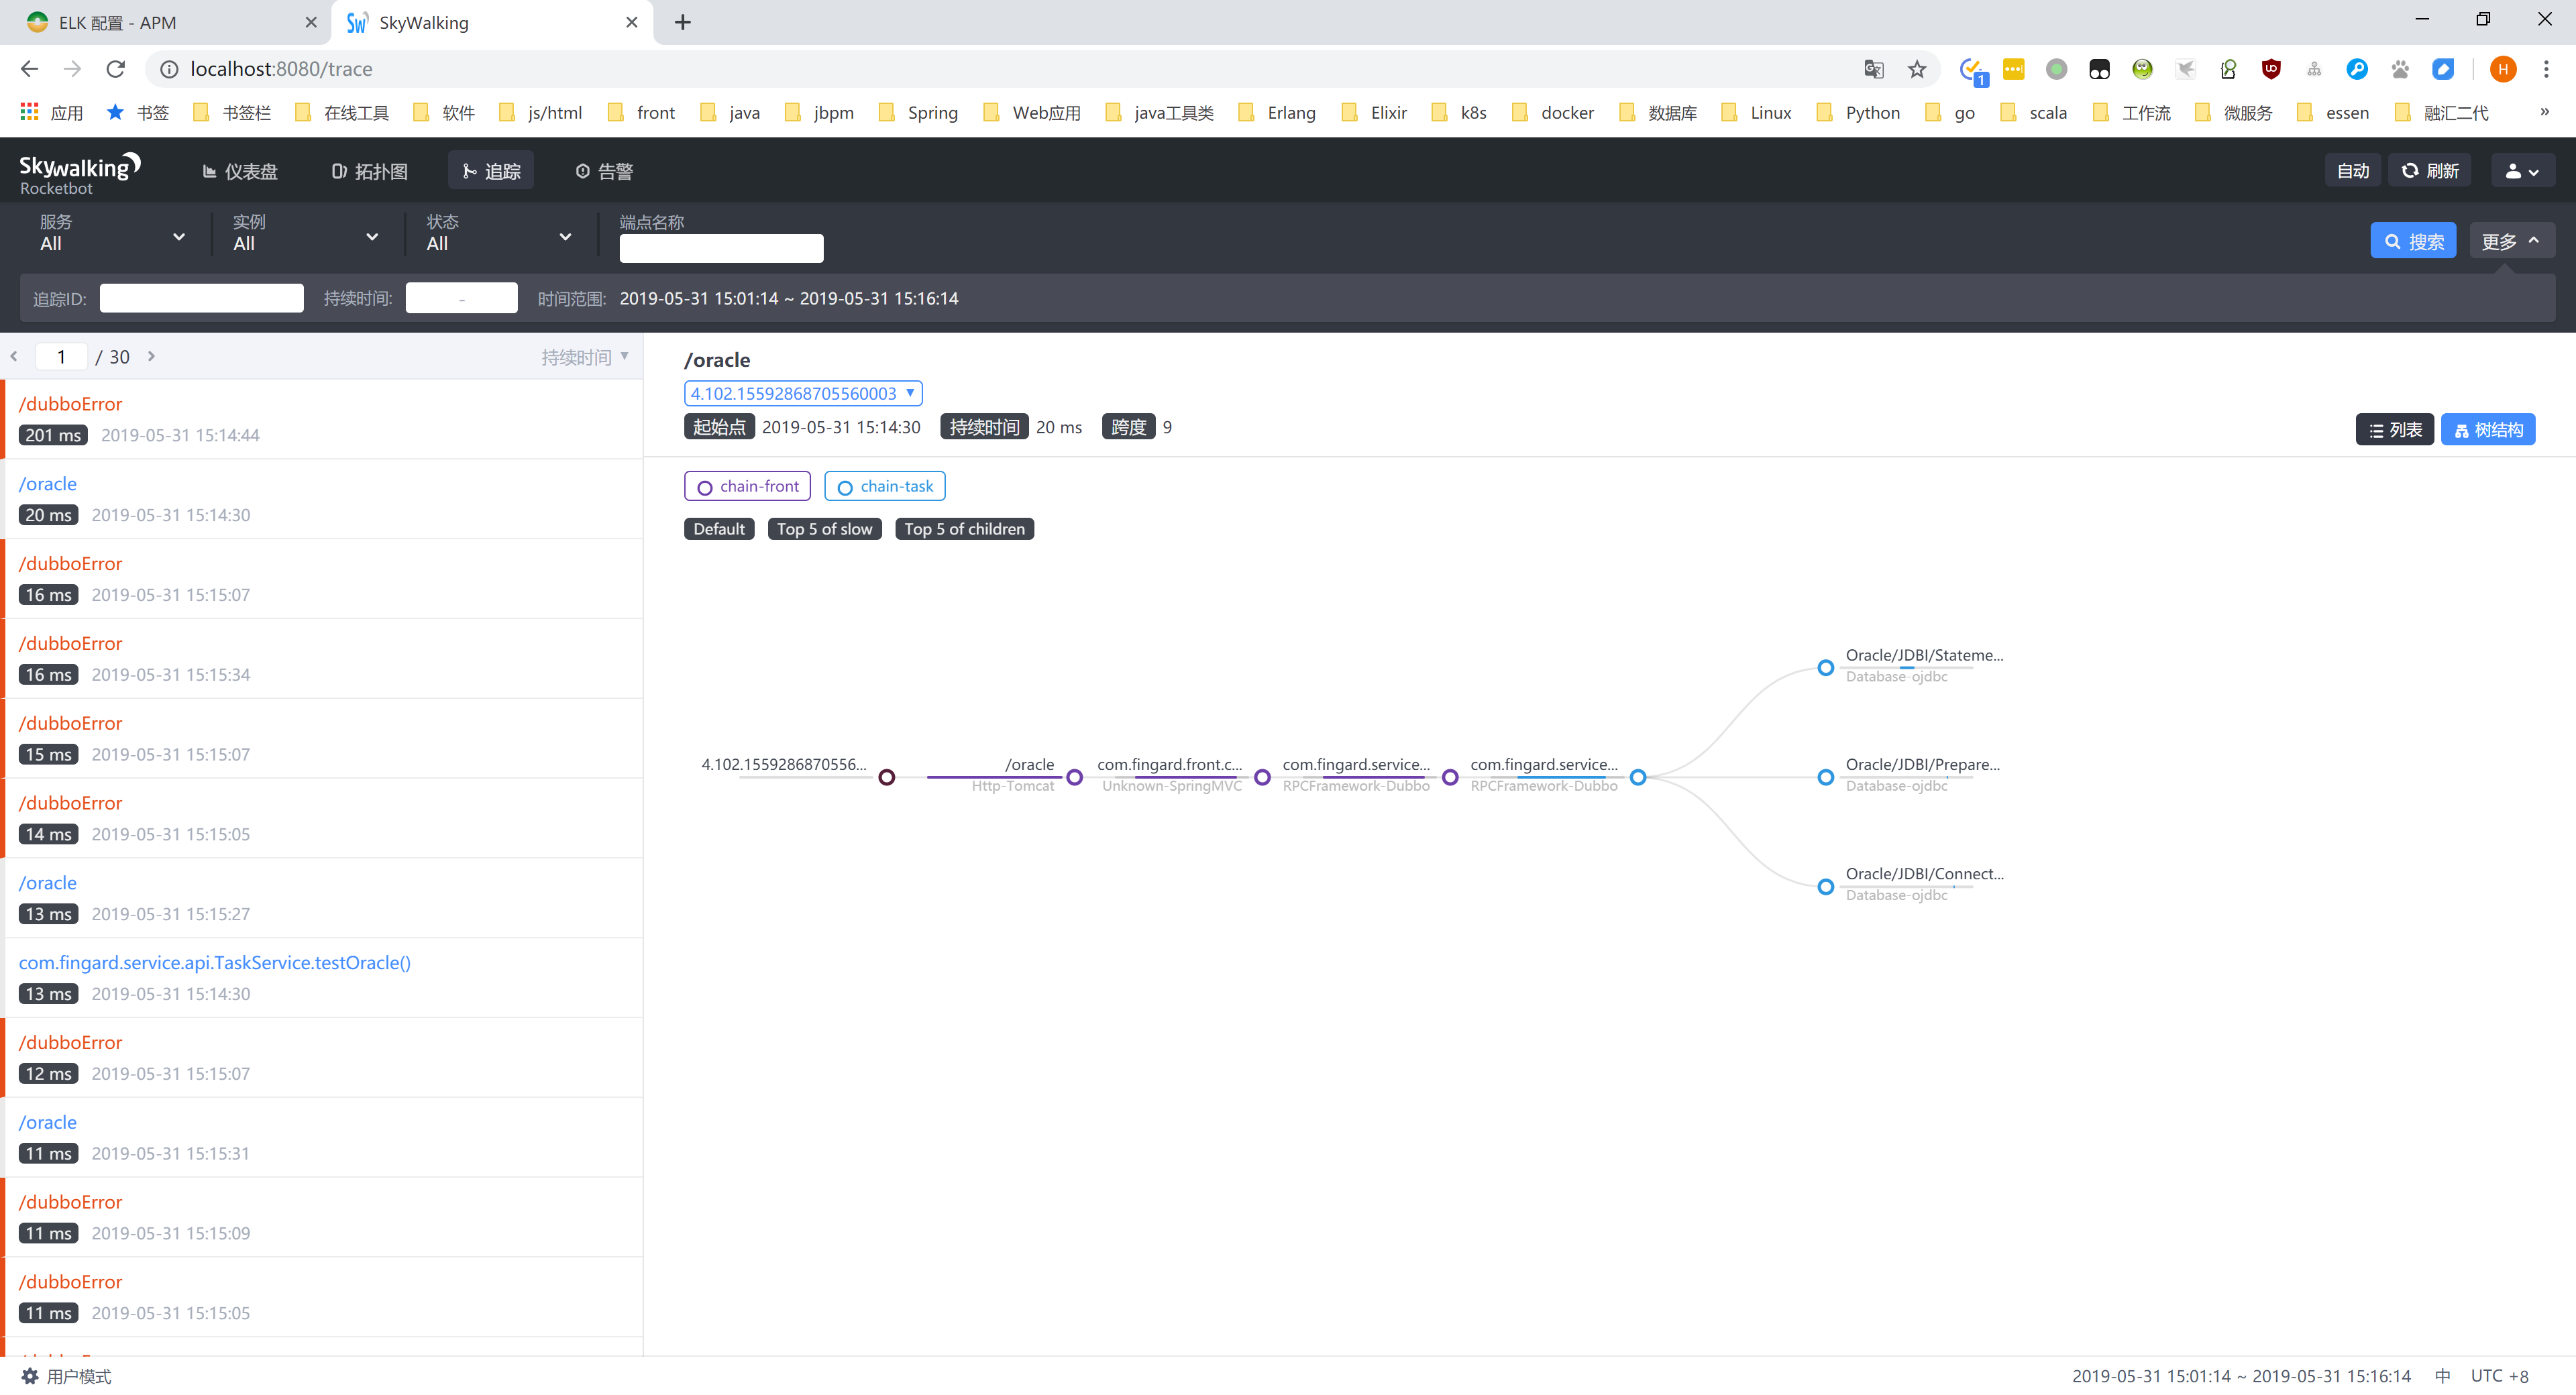 ELK 配置 - APM
SkyWalking
localhost:8080/trace
1
H
应用 书签 书签栏 在线工具 软件 js/html front java jbpm Spring Web应用 java工具类 Erlang Elixir k8s docker 数据库 Linux Python go scala 工作流 微服务 essen 融汇二代 »
Skywalking
Rocketbot
仪表盘 拓扑图 追踪 告警 自动 刷新
服务 实例 状态 端点名称
All All All 搜索 更多
追踪ID: 持续时间: - 时间范围: 2019-05-31 15:01:14 ~ 2019-05-31 15:16:14
1 / 30 持续时间
/dubboError
201 ms 2019-05-31 15:14:44
/oracle
20 ms 2019-05-31 15:14:30
/dubboError
16 ms 2019-05-31 15:15:07
/dubboError
16 ms 2019-05-31 15:15:34
/dubboError
15 ms 2019-05-31 15:15:07
/dubboError
14 ms 2019-05-31 15:15:05
/oracle
13 ms 2019-05-31 15:15:27
com.fingard.service.api.TaskService.testOracle()
13 ms 2019-05-31 15:14:30
/dubboError
12 ms 2019-05-31 15:15:07
/oracle
11 ms 2019-05-31 15:15:31
/dubboError
11 ms 2019-05-31 15:15:09
/dubboError
11 ms 2019-05-31 15:15:05
/oracle
4.102.15592868705560003
起始点 2019-05-31 15:14:30 持续时间 20 ms 跨度 9
列表 树结构
chain-front chain-task
Default Top 5 of slow Top 5 of children
Oracle/JDBI/Stateme...
Database-ojdbc
4.102.1559286870556... /oracle com.fingard.front.c... com.fingard.service... com.fingard.service... Oracle/JDBI/Prepare...
Http-Tomcat Unknown-SpringMVC RPCFramework-Dubbo RPCFramework-Dubbo Database-ojdbc
Oracle/JDBI/Connect...
Database-ojdbc
用户模式
2019-05-31 15:01:14 ~ 2019-05-31 15:16:14 中 UTC +8